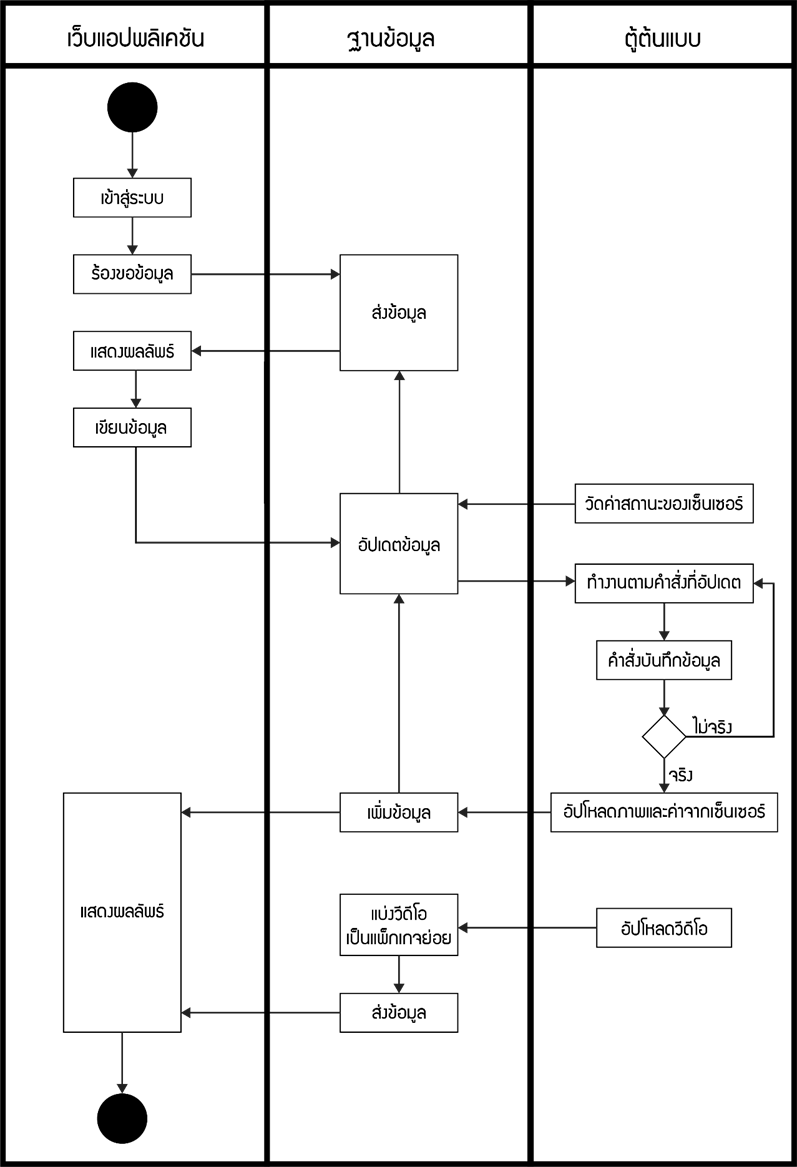 เว็บแอปพลิเคชัน
ฐานข้อมูล
ตู้ต้นแบบ
เข้าสู่ระบบ
ร้องขอข้อมูล
ส่งข้อมูล
แสดงผลลัพธ์
เขียนข้อมูล
วัดค่าสถานะของเซ็นเซอร์
อัปเดตข้อมูล
ทำงานตามคำสั่งที่อัปเดต
คำสั่งบันทึกข้อมูล
ไม่จริง
จริง
เพิ่มข้อมูล
อัปโหลดภาพและค่าจากเซ็นเซอร์
แสดงผลลัพธ์
แบ่งวีดีโอ
เป็นแพ็กเกจย่อย
อัปโหลดวีดีโอ
ส่งข้อมูล